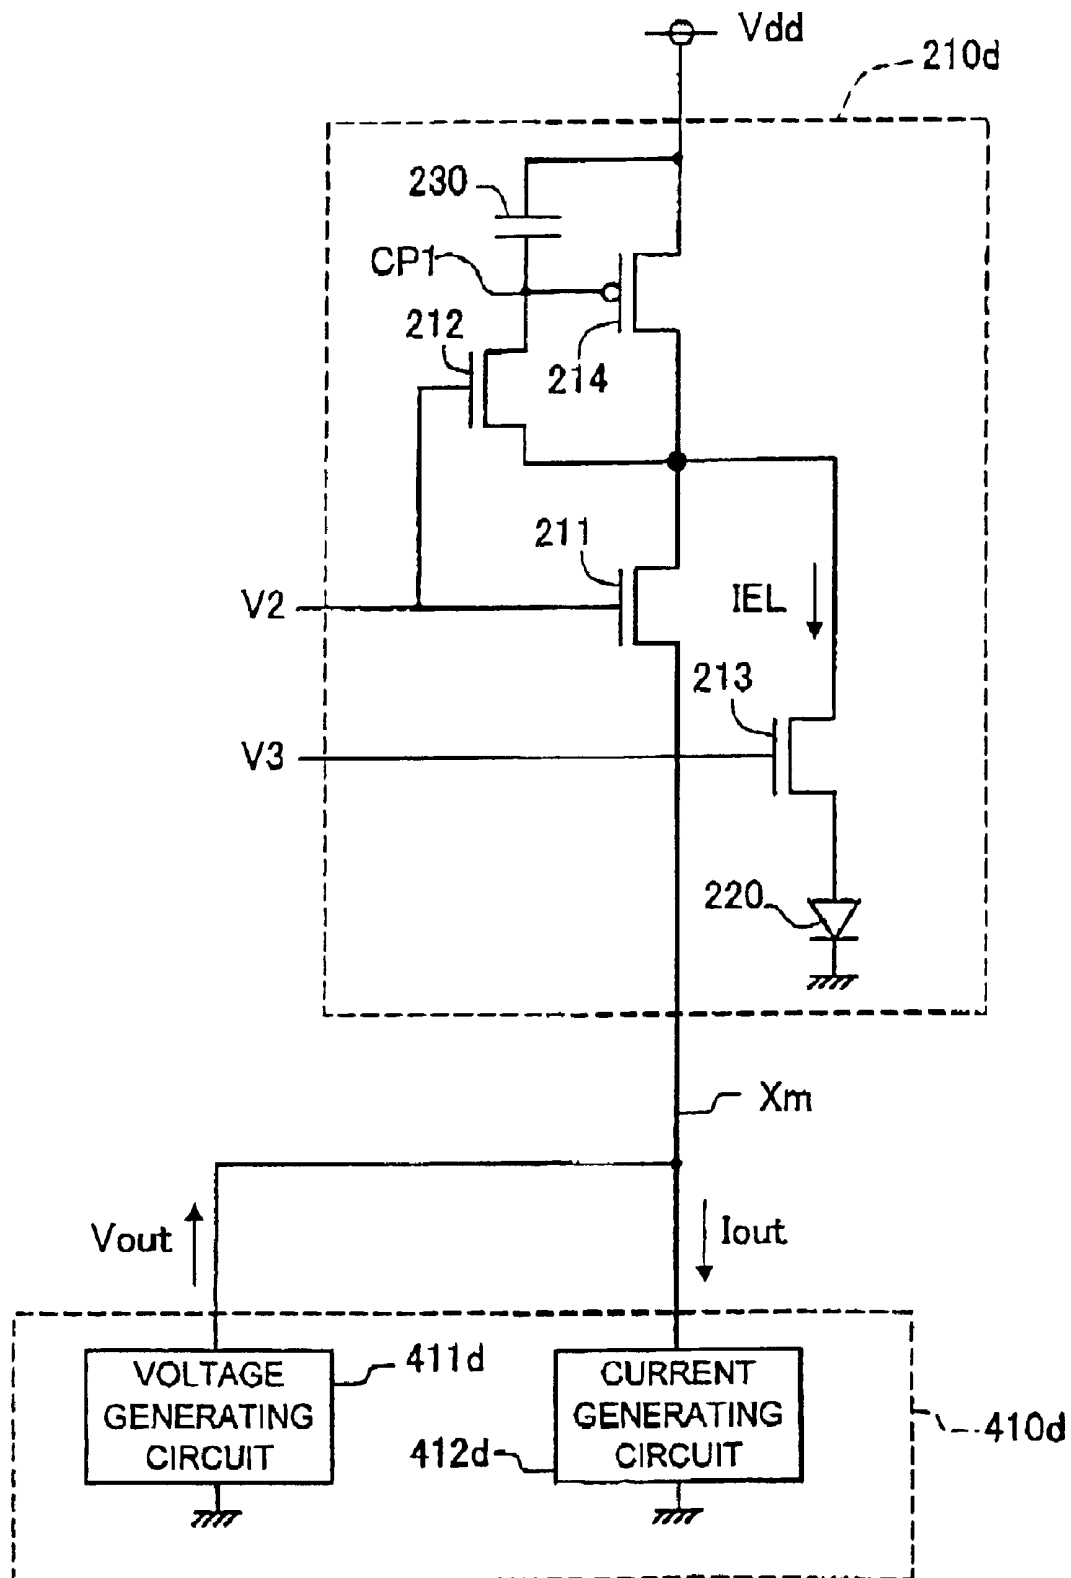 Vdd
210d
230
CP1
212
214
211
V2
IEL
213
V3
220
Xm
Vout
Iout
VOLTAGE
GENERATING
CIRCUIT
411d
CURRENT
GENERATING
CIRCUIT
412d
410d